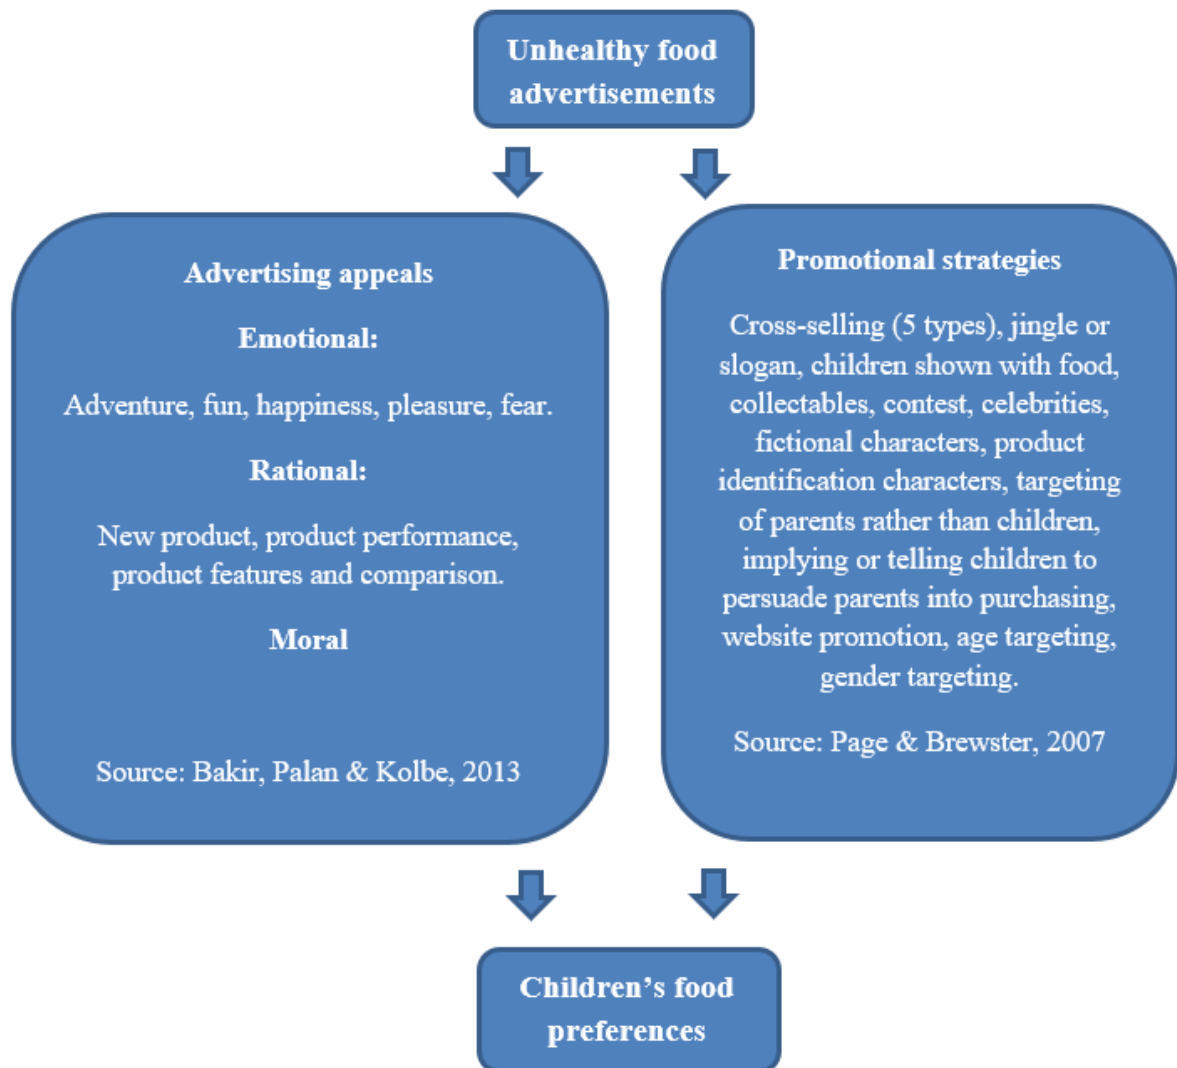 Unhealthy food
advertisements
Advertising appeals
Emotional:
Adventure, fun, happiness, pleasure, fear.
Rational:
New product, product performance,
product features and comparison.
Moral
Source: Bakir, Palan & Kolbe, 2013
Promotional strategies
Cross-selling (5 types), jingle or
slogan, children shown with food,
collectables, contest, celebrities,
fictional characters, product
identification characters, targeting
of parents rather than children,
implying or telling children to
persuade parents into purchasing,
website promotion, age targeting,
gender targeting.
Source: Page & Brewster, 2007
Children’s food
preferences